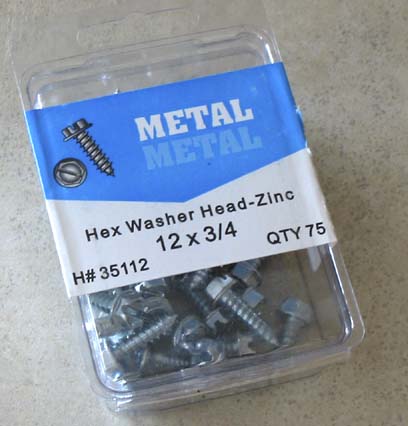 METAL
METAL
Hex Washer Head-Zinc
12 x 3/4
H# 35112 QTY 75